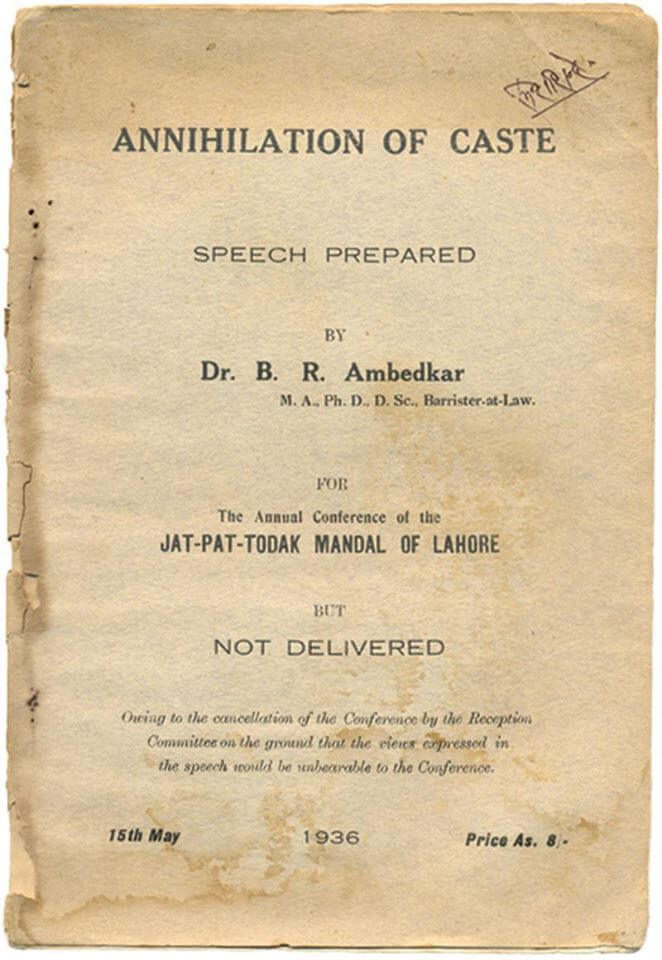 ANNIHILATION OF CASTE
SPEECH PREPARED
BY
Dr. B. R. Ambedkar
M. A., Ph. D., D. Sc., Barrister-at-Law.
FOR
The Annual Conference of the
JAT-PAT-TODAK MANDAL OF LAHORE
BUT
NOT DELIVERED
Owing to the cancellation of the Conference by the Reception
Committee on the ground that the views expressed in
the speech would be unbearable to the Conference.
15th May 1936 Price As. 8/-